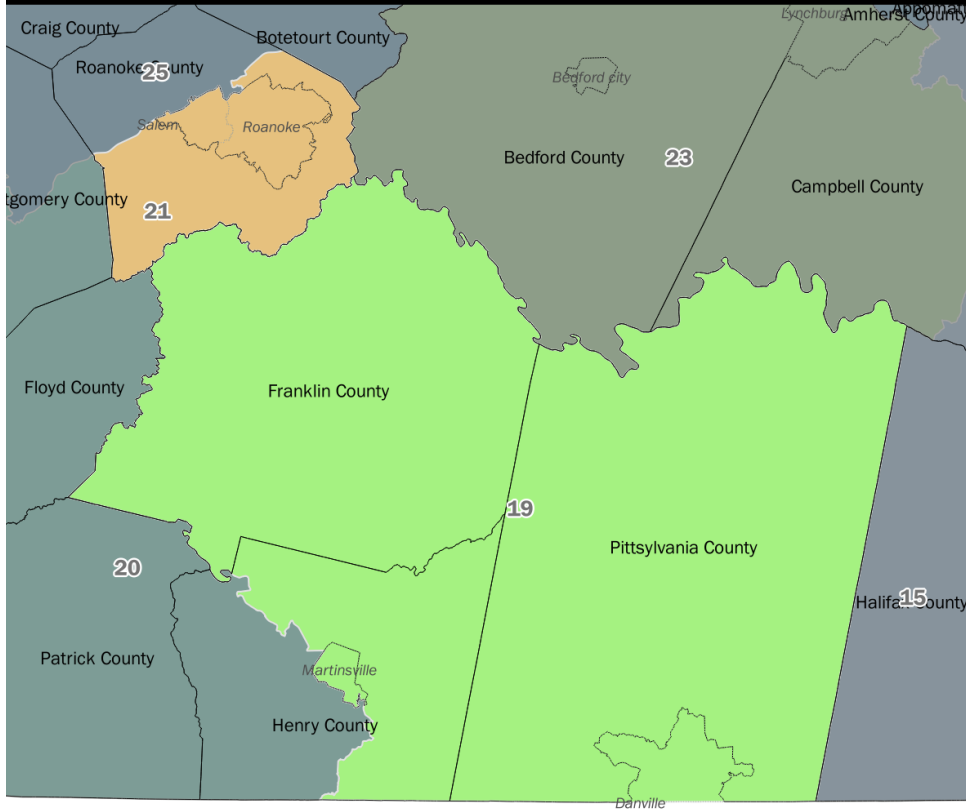 Craig County
Botetourt County
Lynchburg
Appomat
Amherst County
Roanoke County
25
Bedford city
Salem
Roanoke
Bedford County
23
Campbell County
tgomery County
21
Floyd County
Franklin County
19
Pittsylvania County
20
15
Halifax County
Patrick County
Martinsville
Henry County
Danville